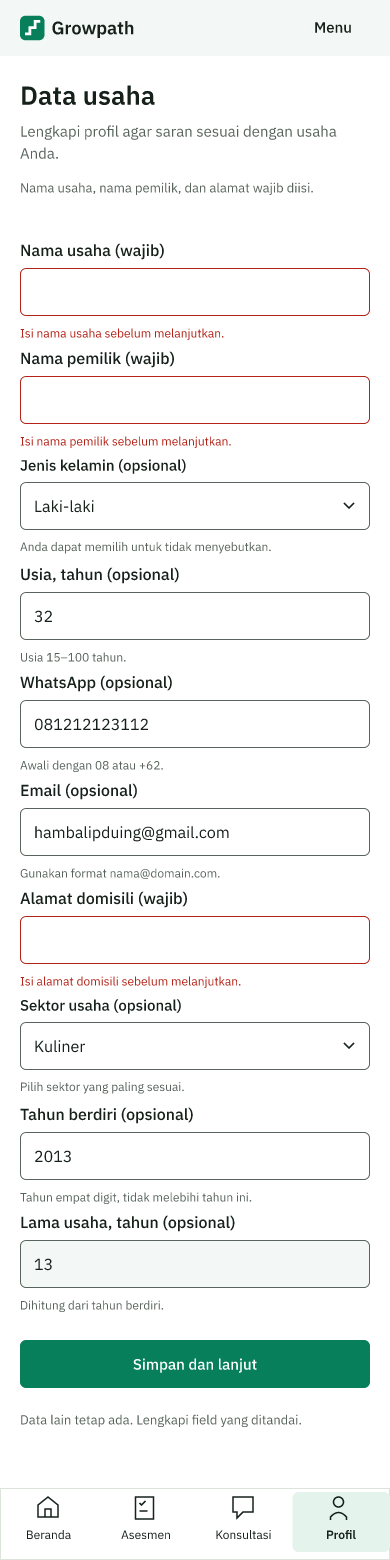 Growpath
Menu
Data usaha
Lengkapi profil agar saran sesuai dengan usaha
Anda.
Nama usaha, nama pemilik, dan alamat wajib diisi.
Nama usaha (wajib)
Isi nama usaha sebelum melanjutkan.
Nama pemilik (wajib)
Isi nama pemilik sebelum melanjutkan.
Jenis kelamin (opsional)
Laki-laki
Anda dapat memilih untuk tidak menyebutkan.
Usia, tahun (opsional)
32
Usia 15–100 tahun.
WhatsApp (opsional)
081212123112
Awali dengan 08 atau +62.
Email (opsional)
hambalipduing@gmail.com
Gunakan format nama@domain.com.
Alamat domisili (wajib)
Isi alamat domisili sebelum melanjutkan.
Sektor usaha (opsional)
Kuliner
Pilih sektor yang paling sesuai.
Tahun berdiri (opsional)
2013
Tahun empat digit, tidak melebihi tahun ini.
Lama usaha, tahun (opsional)
13
Dihitung dari tahun berdiri.
Simpan dan lanjut
Data lain tetap ada. Lengkapi field yang ditandai.
Beranda
Asesmen
Konsultasi
Profil